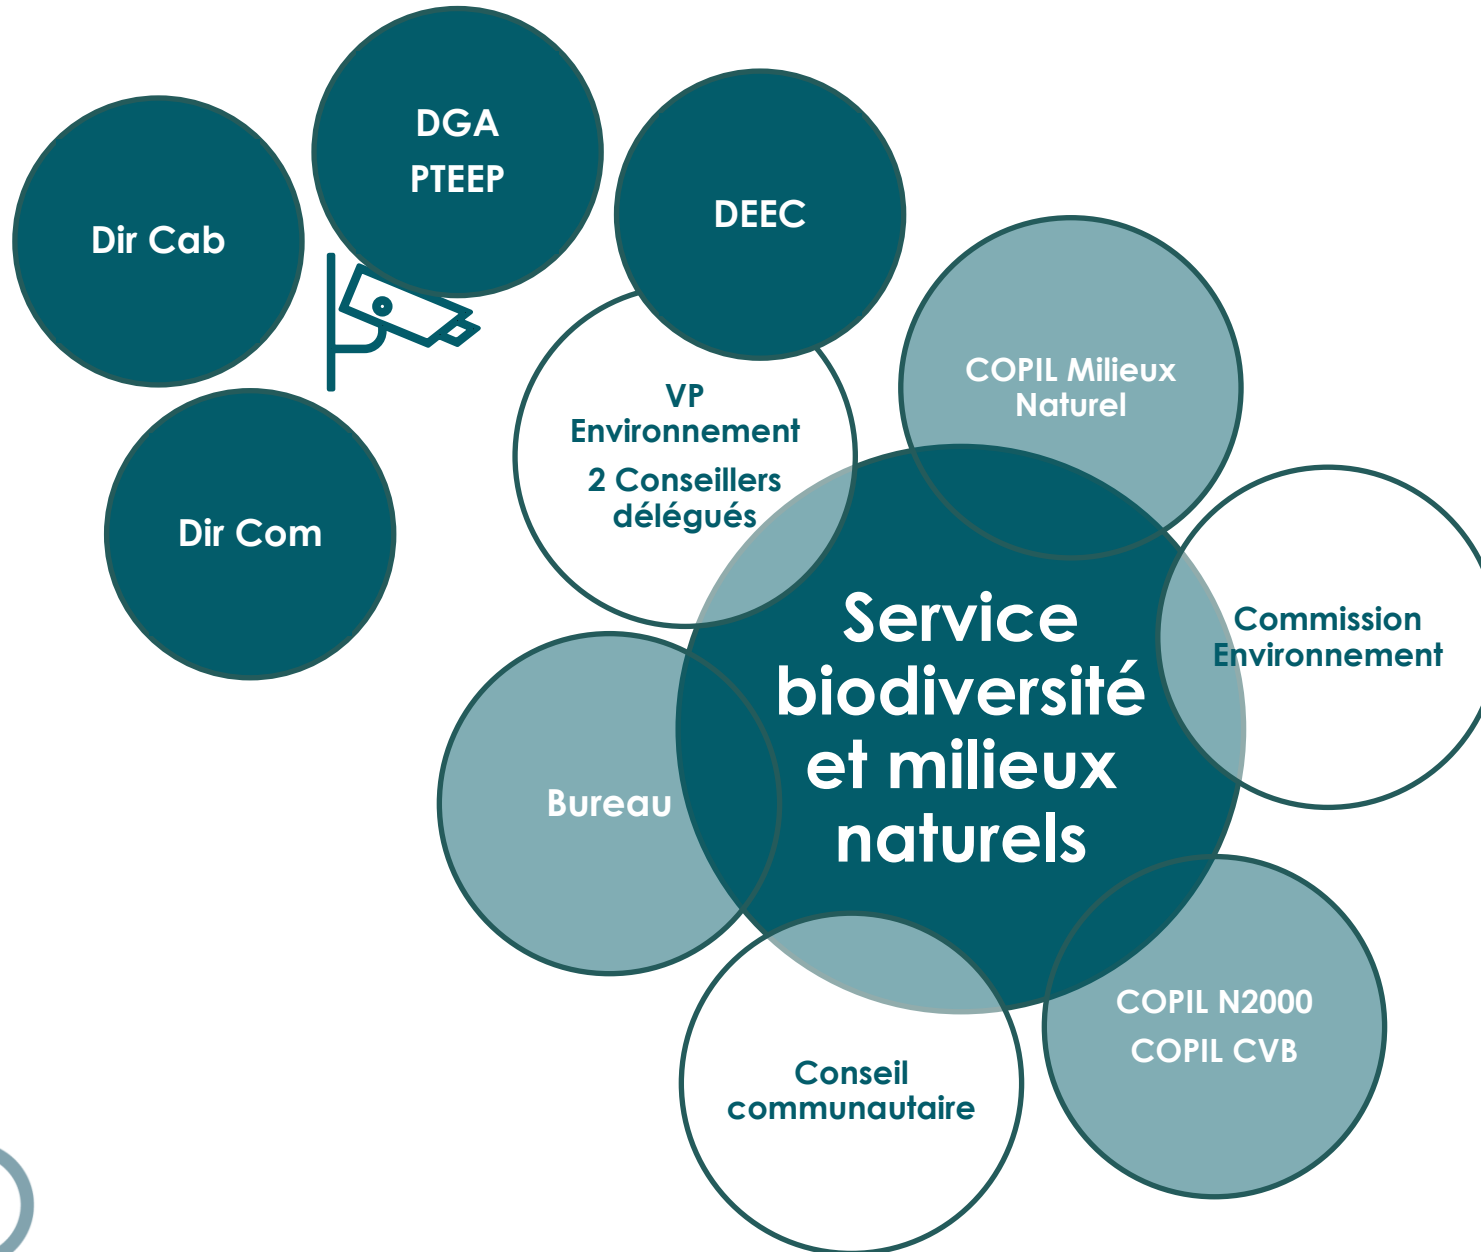 DGA
PTEEP
Dir Cab
DEEC
COPIL Milieux
Naturel
VP
Environnement
2 Conseillers
délégués
Dir Com
Service
biodiversité
et milieux
naturels
Commission
Environnement
Bureau
COPIL N2000
COPIL CVB
Conseil
communautaire